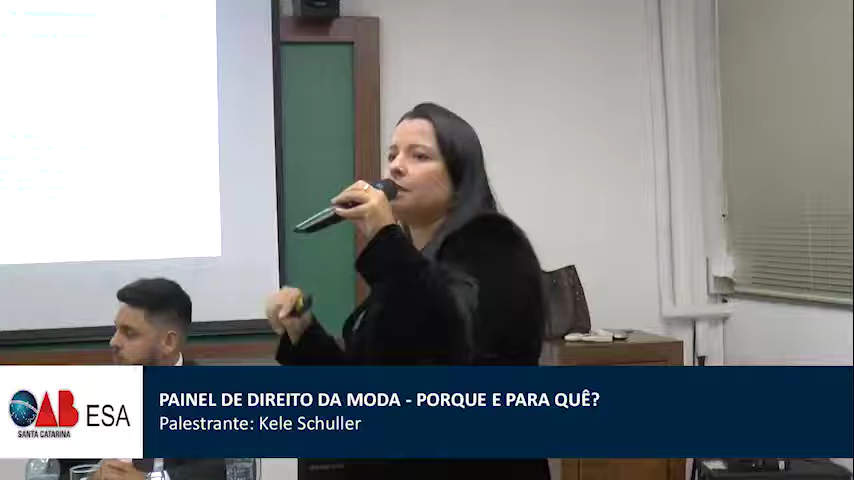 PAINEL DE DIREITO DA MODA - PORQUE E PARA QUÊ?
Palestrante: Kele Schuller
OAB ESA
SANTA CATARINA